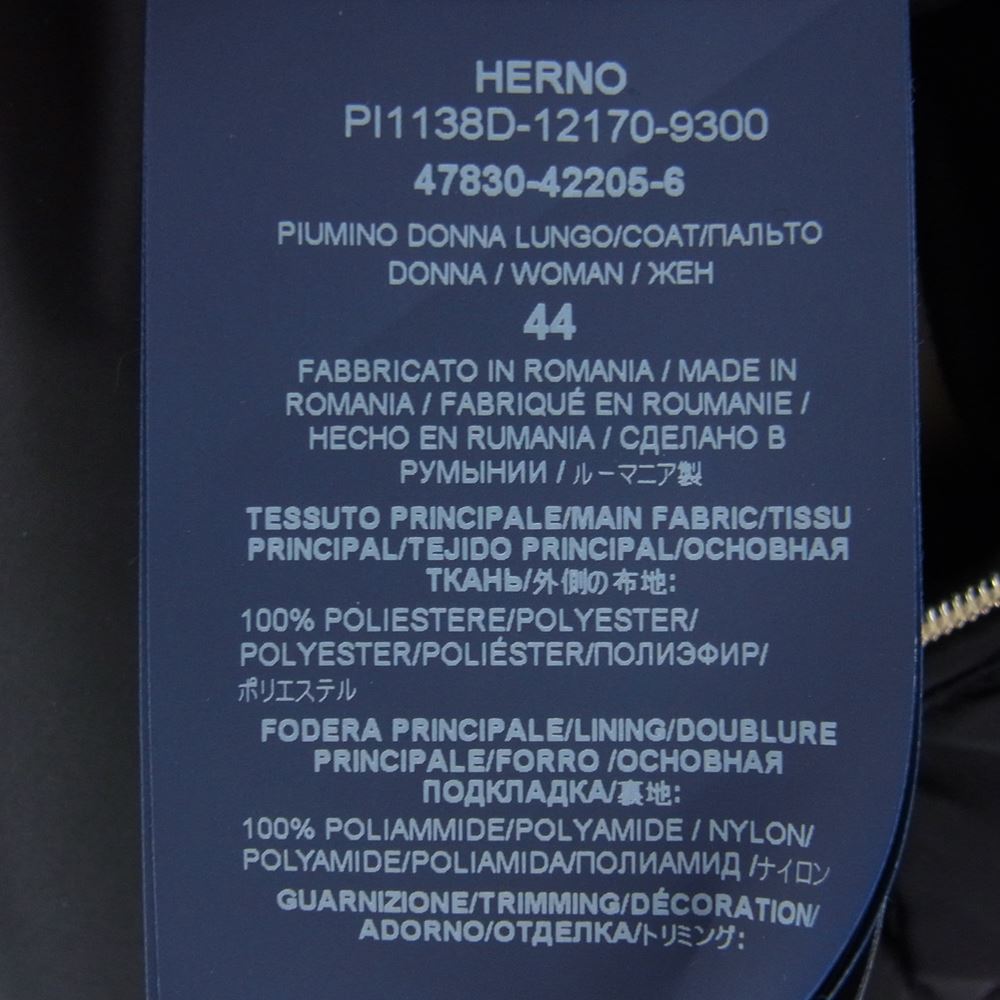 HERNO
PI1138D-12170-9300
47830-42205-6
PIUMINO DONNA LUNGO/COAT/ПАЛЬТО
DONNA / WOMAN / ЖЕН
44
FABBRICATO IN ROMANIA / MADE IN
ROMANIA / FABRIQUÉ EN ROUMANIE /
HECHO EN RUMANIA / СДЕЛАНО В
РУМЫНИИ / ルーマニア製
TESSUTO PRINCIPALE/MAIN FABRIC/TISSU
PRINCIPAL/TEJIDO PRINCIPAL/ОСНОВНАЯ
ТКАНЬ/外側の布地:
100% POLIESTERE/POLYESTER/
POLYESTER/POLIÉSTER/ПОЛИЭФИР/
ポリエステル
FODERA PRINCIPALE/LINING/DOUBLURE
PRINCIPALE/FORRO /ОСНОВНАЯ
ПОДКЛАДКА/裏地:
100% POLIAMMIDE/POLYAMIDE / NYLON/
POLYAMIDE/POLIAMIDA/ПОЛИАМИД /ナイロン
GUARNIZIONE/TRIMMING/DÉCORATION/
ADORNO/ОТДЕЛКА/トリミング: